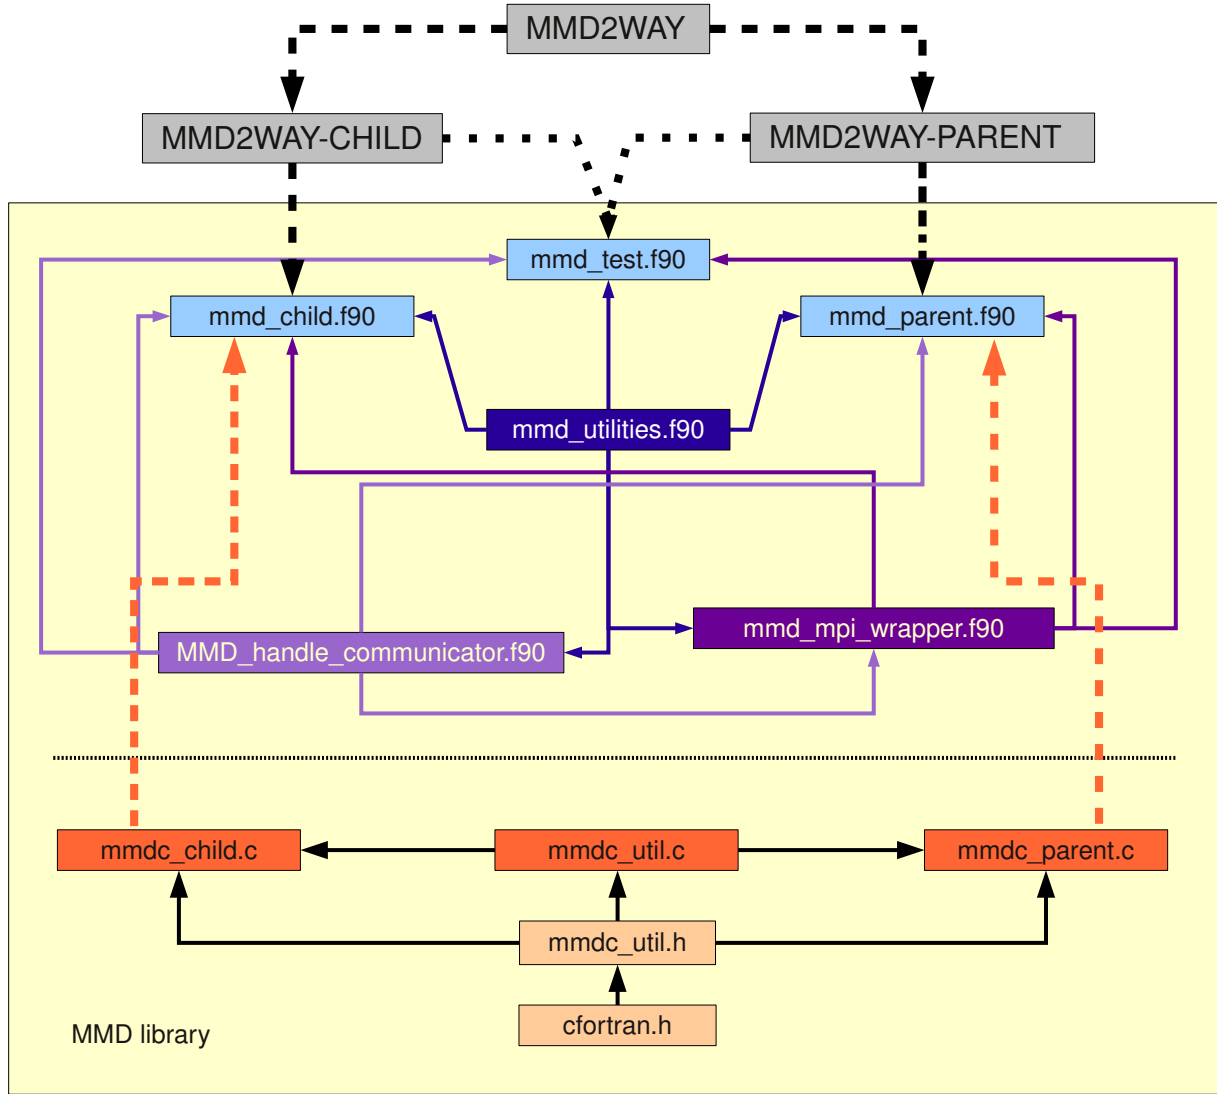 MMD2WAY
MMD2WAY-CHILD
MMD2WAY-PARENT
mmd_test.f90
mmd_child.f90
mmd_parent.f90
mmd_utilities.f90
mmd_mpi_wrapper.f90
MMD_handle_communicator.f90
mmdc_child.c
mmdc_util.c
mmdc_parent.c
mmdc_util.h
cfortran.h
MMD library